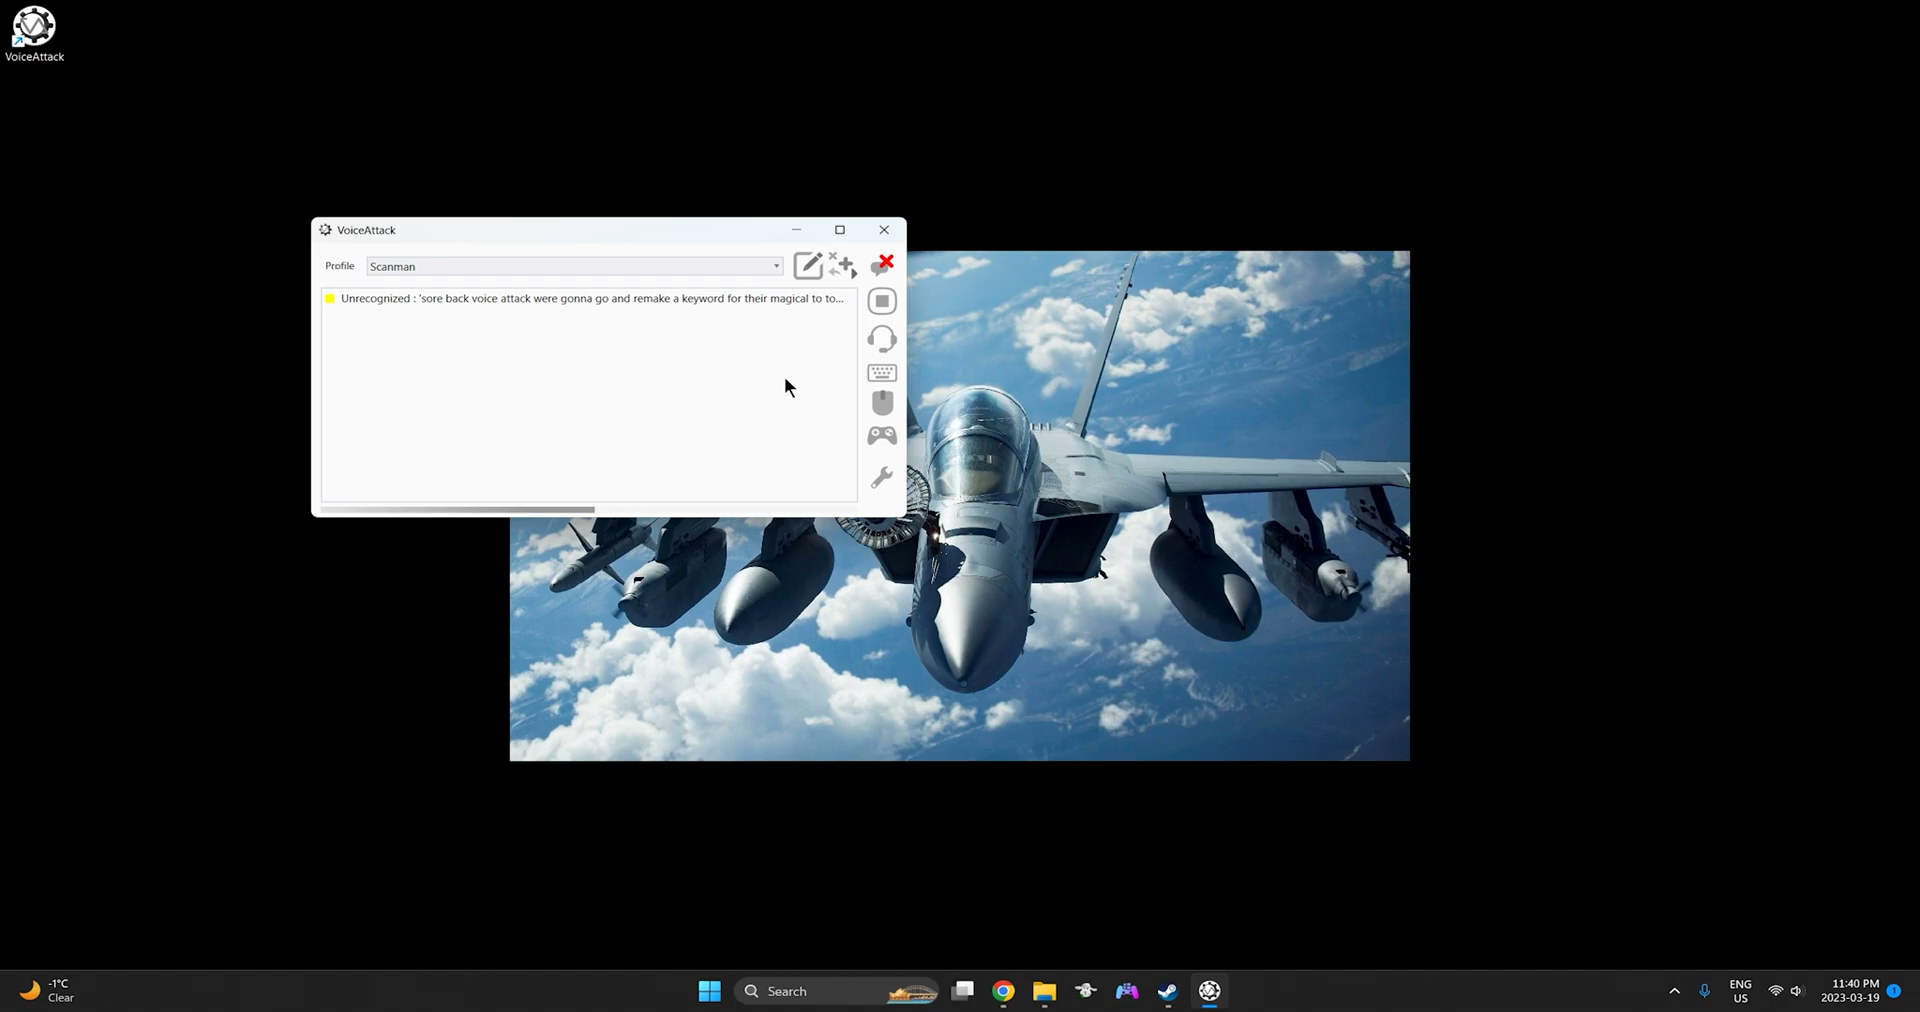 VoiceAttack
VoiceAttack
Profile
Scanman
Unrecognized : 'sore back voice attack were gonna go and remake a keyword for their magical to to...
-1°C
Clear
Search
ENG
US
11:40 PM
2023-03-19
1